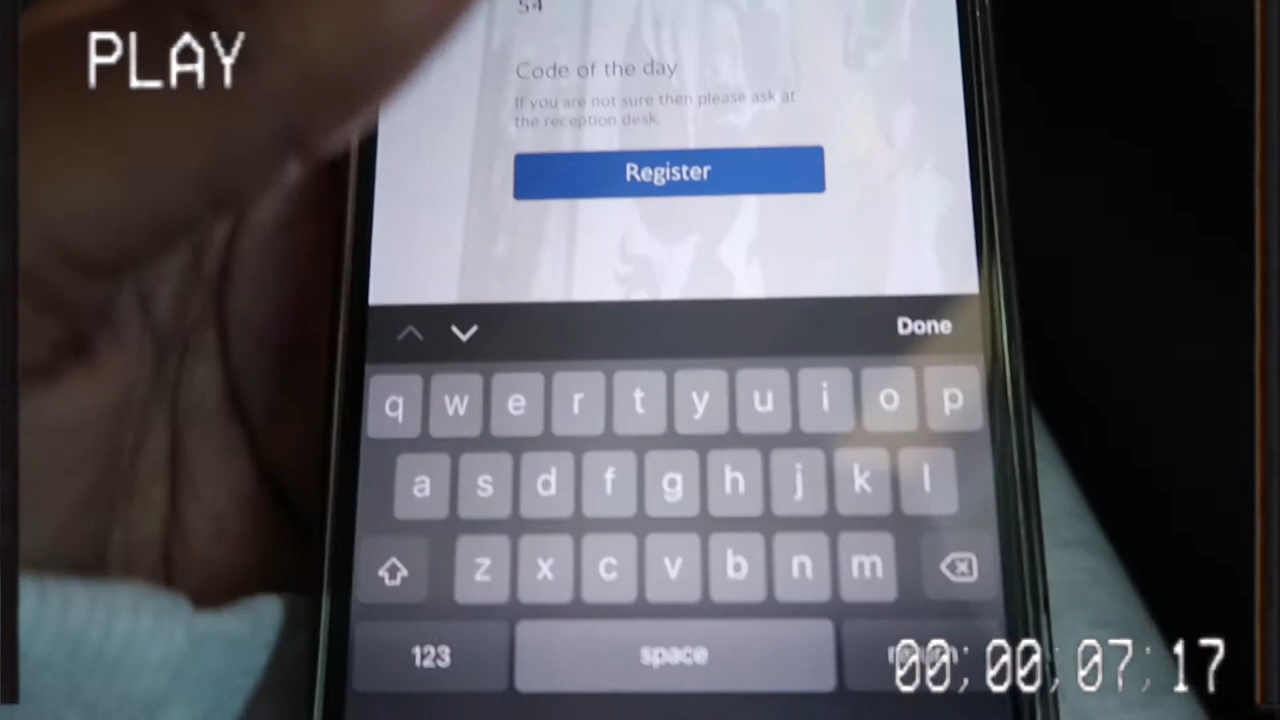 PLAY
54
Code of the day
If you are not sure then please ask at
the reception desk.
Register
Done
q w e r t y u i o p
a s d f g h j k l
z x c v b n m
123 space
00;00;07;17